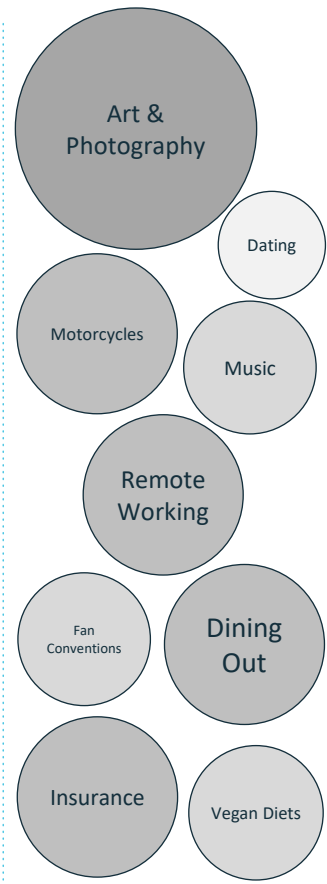 Art &
Photography
Dating
Motorcycles
Music
Remote
Working
Fan
Conventions
Dining
Out
Insurance
Vegan Diets